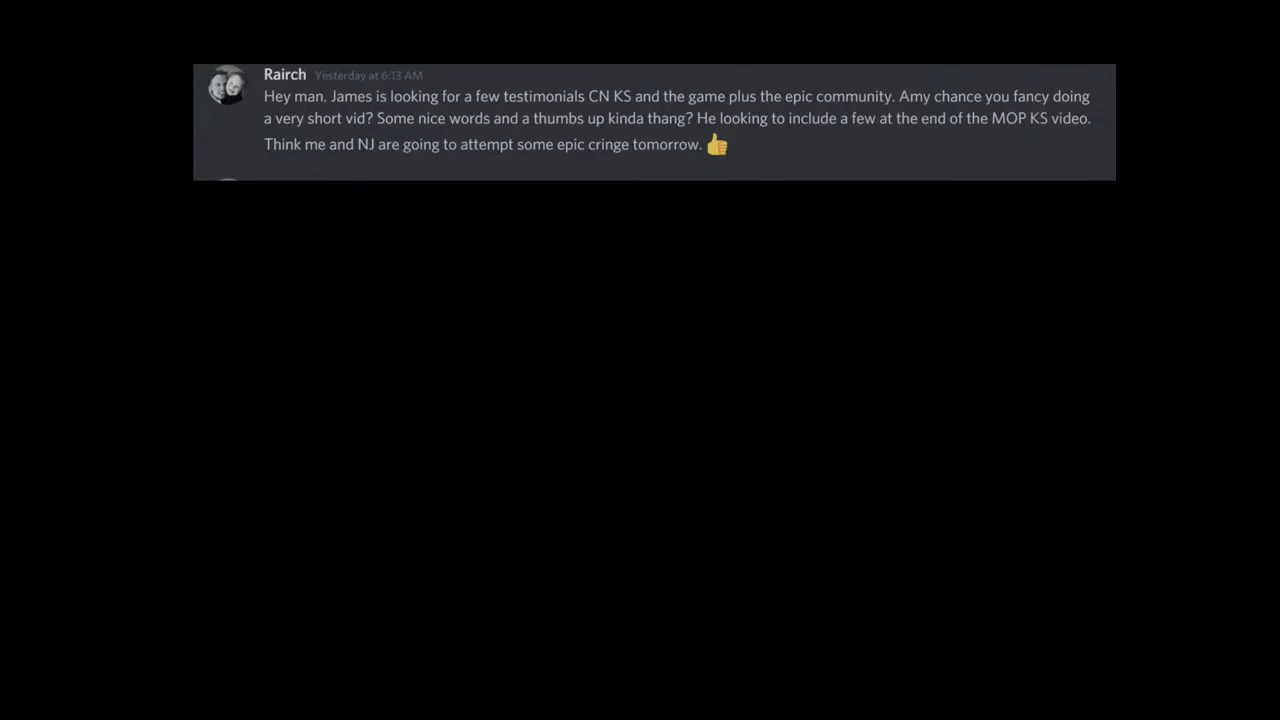 Rairch Yesterday at 6:13 AM
Hey man. James is looking for a few testimonials CN KS and the game plus the epic community. Amy chance you fancy doing
a very short vid? Some nice words and a thumbs up kinda thang? He looking to include a few at the end of the MOP KS video.
Think me and NJ are going to attempt some epic cringe tomorrow. 👍